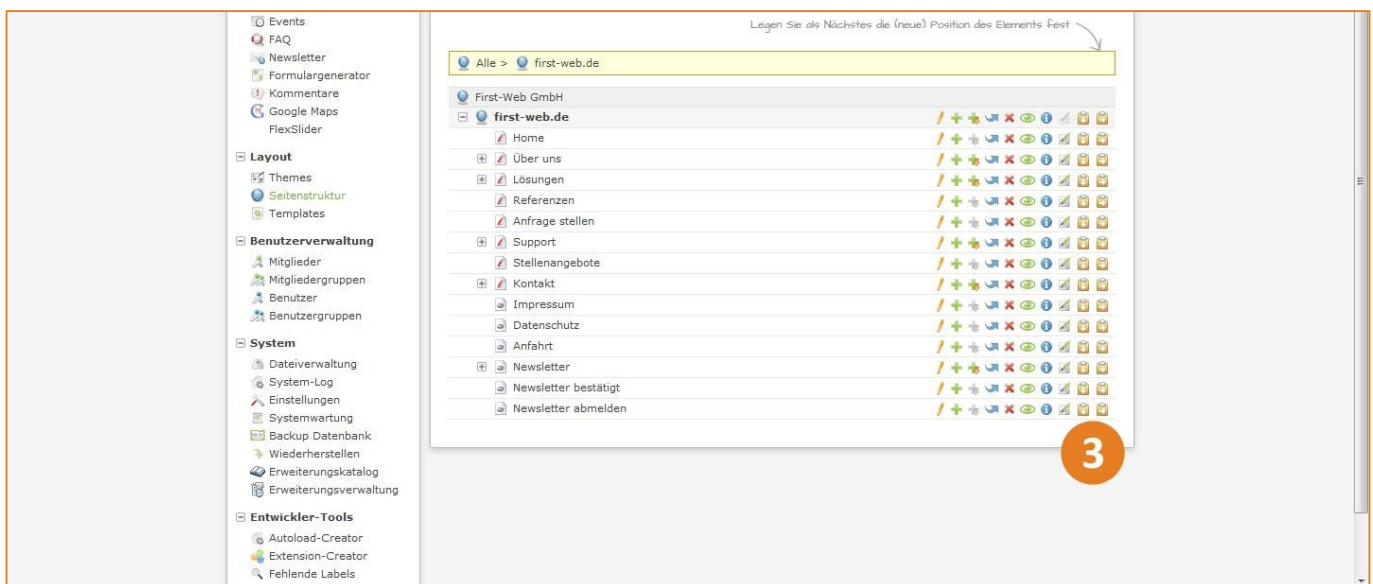 Events
FAQ
Newsletter
Formulargenerator
Kommentare
Google Maps
FlexSlider
Layout
Themes
Seitenstruktur
Templates
Benutzerverwaltung
Mitglieder
Mitgliedergruppen
Benutzer
Benutzergruppen
System
Dateiverwaltung
System-Log
Einstellungen
Systemwartung
Backup Datenbank
Wiederherstellen
Erweiterungskatalog
Erweiterungsverwaltung
Entwickler-Tools
Autoload-Creator
Extension-Creator
Fehlende Labels
Legen Sie als Nächstes die (neue) Position des Elements fest
Alle > first-web.de
First-Web GmbH
first-web.de
Home
Über uns
Lösungen
Referenzen
Anfrage stellen
Support
Stellenangebote
Kontakt
Impressum
Datenschutz
Anfahrt
Newsletter
Newsletter bestätigt
Newsletter abmelden
3